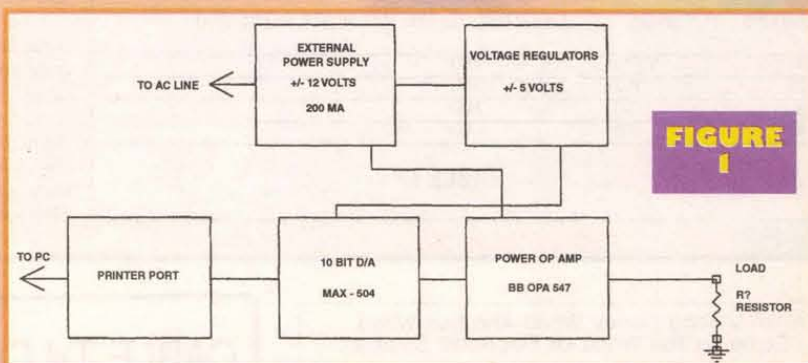 EXTERNAL
POWER SUPPLY
+/- 12 VOLTS
200 MA
VOLTAGE REGULATORS
+/- 5 VOLTS
TO AC LINE
FIGURE
1
TO PC
PRINTER PORT
10 BIT D/A
MAX - 504
POWER OP AMP
BB OPA 547
LOAD
R?
RESISTOR